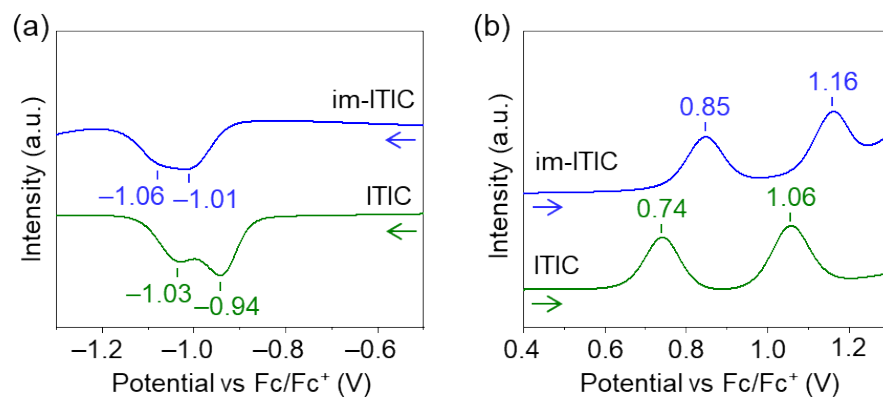 (a)
Intensity (a.u.)
im-ITIC
–1.06
–1.01
ITIC
–1.03
–0.94
–1.2
–1.0
–0.8
–0.6
Potential vs Fc/Fc⁺ (V)
(b)
Intensity (a.u.)
im-ITIC
0.85
1.16
ITIC
0.74
1.06
0.4
0.6
0.8
1.0
1.2
Potential vs Fc/Fc⁺ (V)